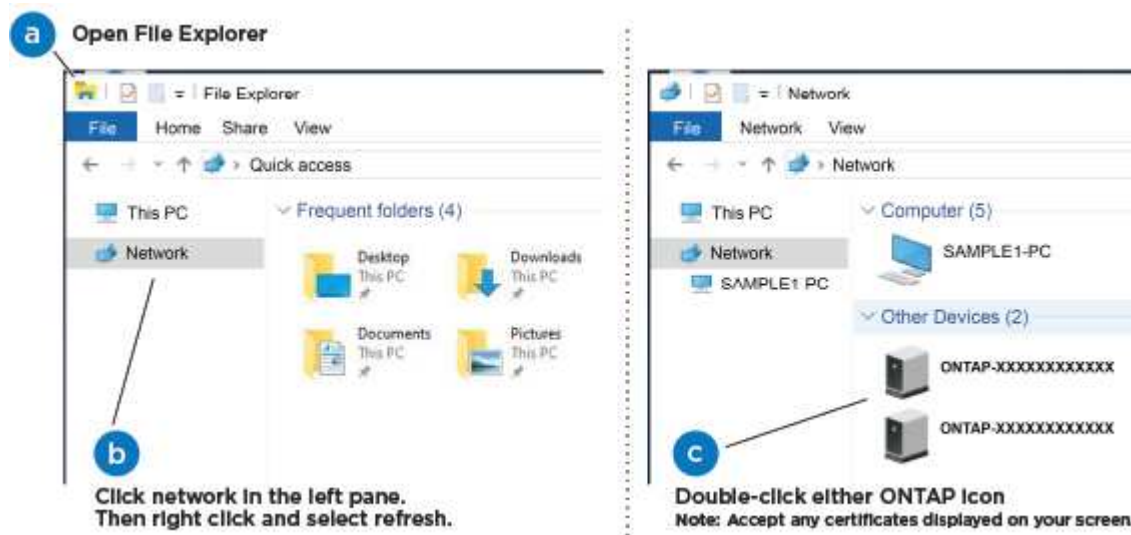 a Open File Explorer
File Explorer
File Home Share View
Quick access
This PC
Network
Frequent folders (4)
Desktop
This PC
Downloads
This PC
Documents
This PC
Pictures
This PC
b
Click network in the left pane.
Then right click and select refresh.
Network
File Network View
Network
This PC
Network
SAMPLE1 PC
Computer (5)
SAMPLE1-PC
Other Devices (2)
ONTAP-XXXXXXXXXXXX
ONTAP-XXXXXXXXXXXX
c
Double-click either ONTAP icon
Note: Accept any certificates displayed on your screen